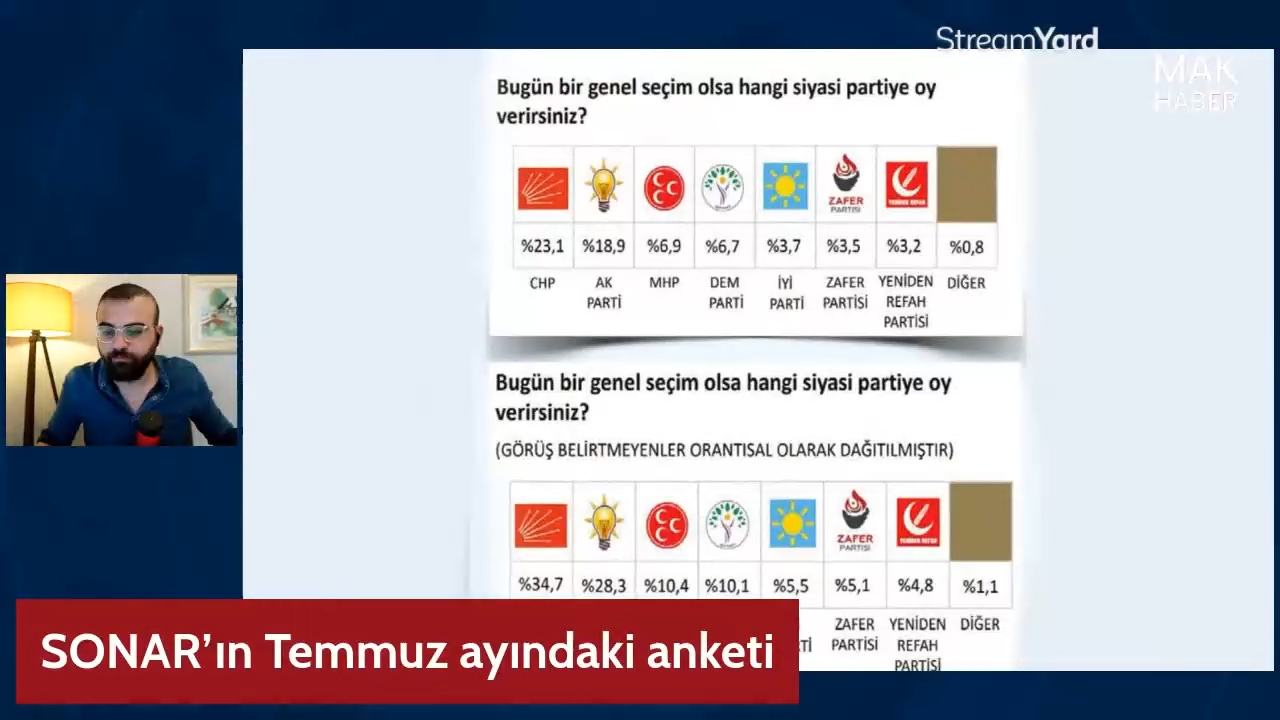 StreamYard
MAK
HABER
Bugün bir genel seçim olsa hangi siyasi partiye oy
verirsiniz?
ZAFER
PARTİSİ
YENİDEN REFAH
%23,1 %18,9 %6,9 %6,7 %3,7 %3,5 %3,2 %0,8
CHP AK MHP DEM İYİ ZAFER YENİDEN DİĞER
PARTİ PARTİ PARTİ PARTİSİ REFAH
PARTİSİ
Bugün bir genel seçim olsa hangi siyasi partiye oy
verirsiniz?
(GÖRÜŞ BELİRTMEYENLER ORANTISAL OLARAK DAĞITILMIŞTIR)
ZAFER
PARTİSİ
YENİDEN REFAH
%34,7 %28,3 %10,4 %10,1 %5,5 %5,1 %4,8 %1,1
ZAFER YENİDEN DİĞER
PARTİSİ REFAH
PARTİSİ
SONAR’ın Temmuz ayındaki anketi